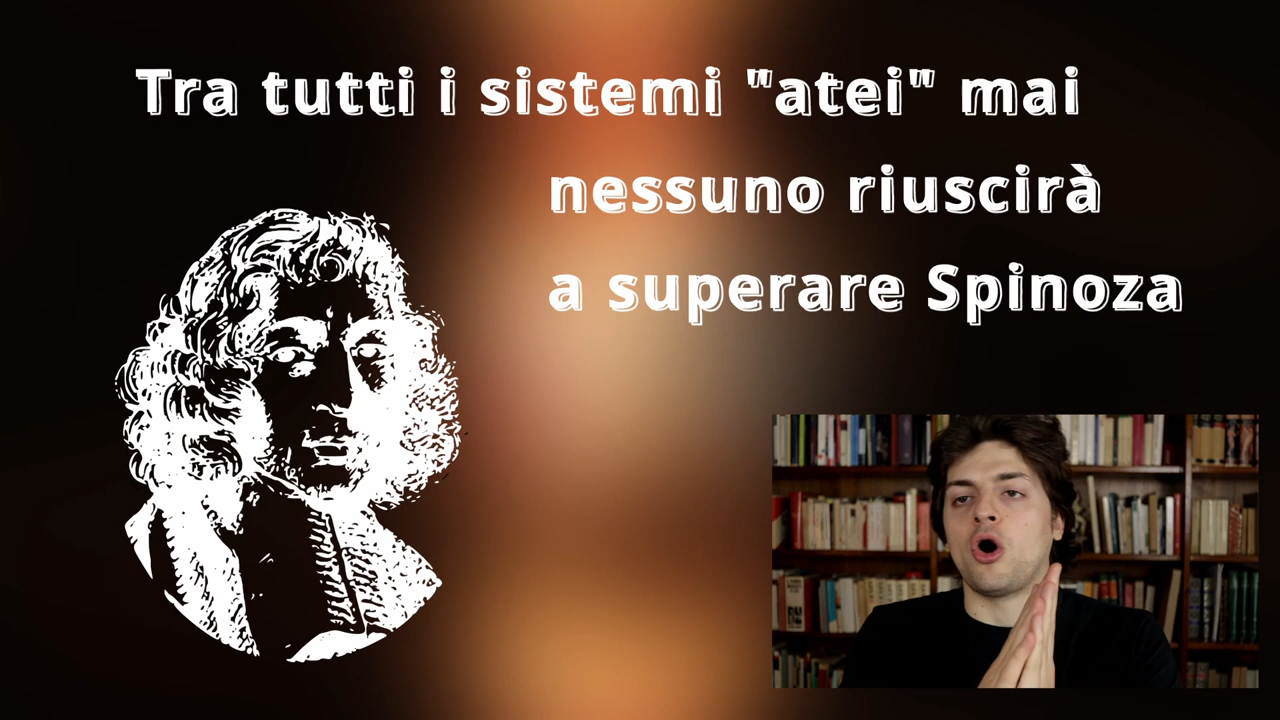 Tra tutti i sistemi "atei" mai
nessuno riuscirà
a superare Spinoza